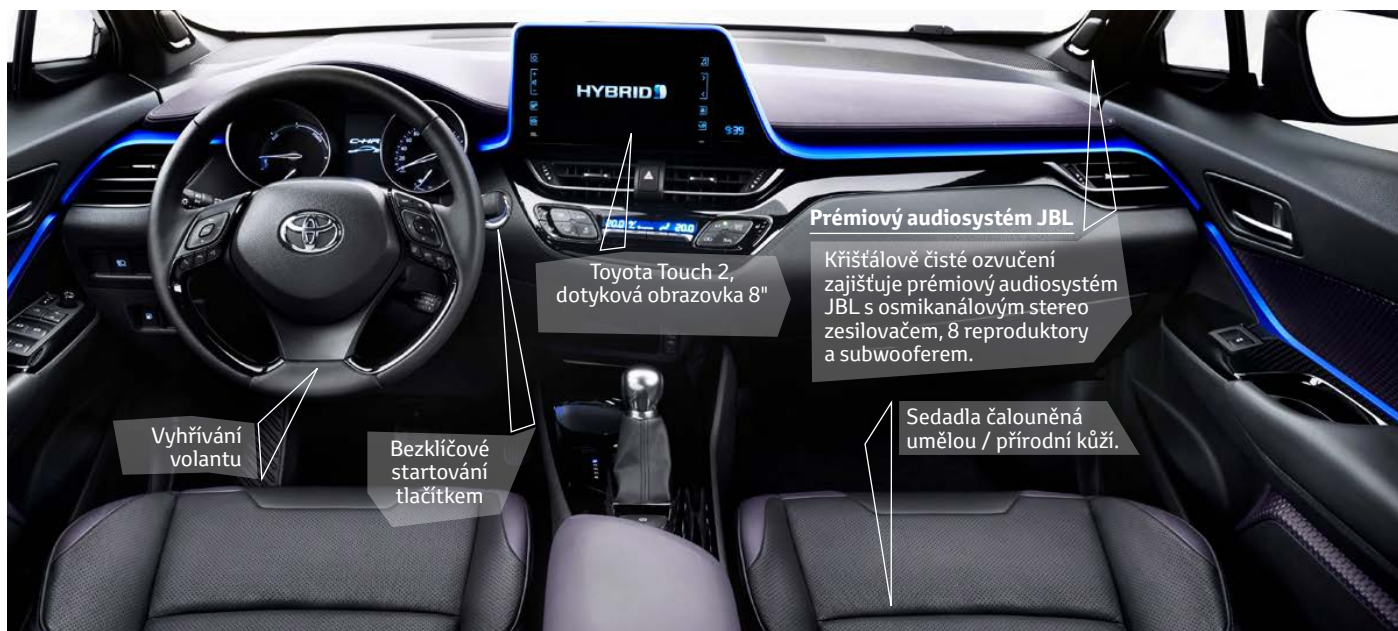 HYBRID
C-HR
9:39
20.0 °C
20.0
Prémiový audiosystém JBL
Křišťálově čisté ozvučení
zajišťuje prémiový audiosystém
JBL s osmikanálovým stereo
zesilovačem, 8 reproduktory
a subwooferem.
Toyota Touch 2,
dotyková obrazovka 8"
Vyhřívání
volantu
Bezklíčové
startování
tlačítkem
Sedadla čalouněná
umělou / přírodní kůží.